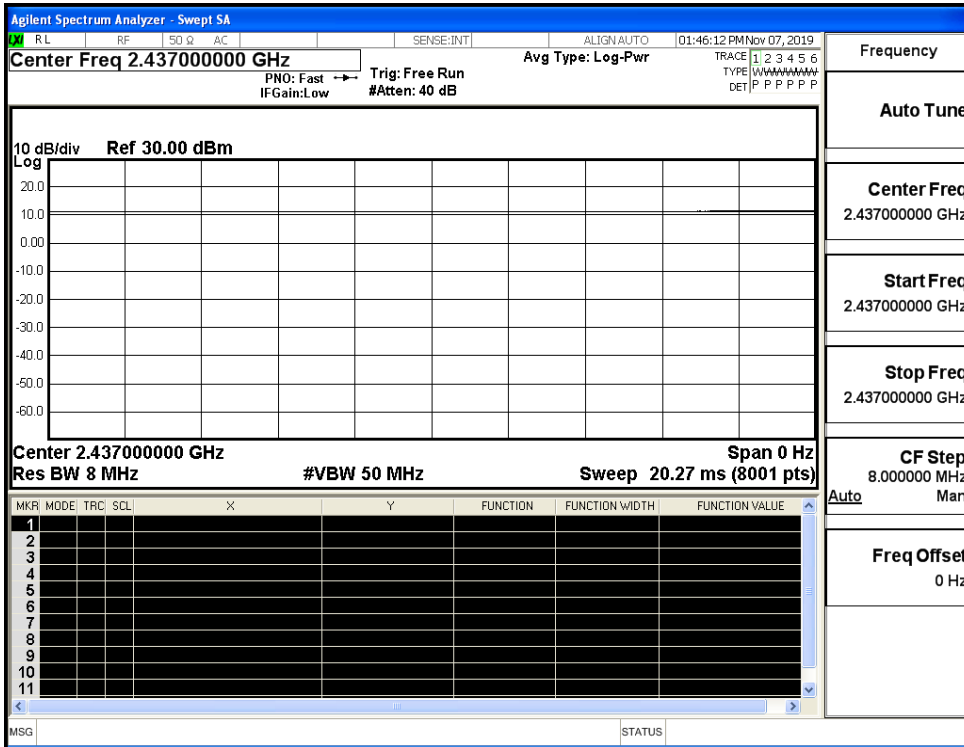 Agilent Spectrum Analyzer - Swept SA
LXI RL RF 50 Ω AC SENSE:INT ALIGN AUTO 01:46:12 PM Nov 07, 2019
Center Freq 2.437000000 GHz
Avg Type: Log-Pwr
TRACE 1 2 3 4 5 6
PNO: Fast
Trig: Free Run
TYPE WWWWWW
IFGain:Low
#Atten: 40 dB
DET P P P P P P
10 dB/div Ref 30.00 dBm
Log
20.0
10.0
0.00
-10.0
-20.0
-30.0
-40.0
-50.0
-60.0
Center 2.437000000 GHz Span 0 Hz
Res BW 8 MHz #VBW 50 MHz Sweep 20.27 ms (8001 pts)
MKR MODE TRC SCL X Y FUNCTION FUNCTION WIDTH FUNCTION VALUE
1
2
3
4
5
6
7
8
9
10
11
MSG STATUS
Frequency
Auto Tune
Center Freq
2.437000000 GHz
Start Freq
2.437000000 GHz
Stop Freq
2.437000000 GHz
CF Step
8.000000 MHz
Auto Man
Freq Offset
0 Hz